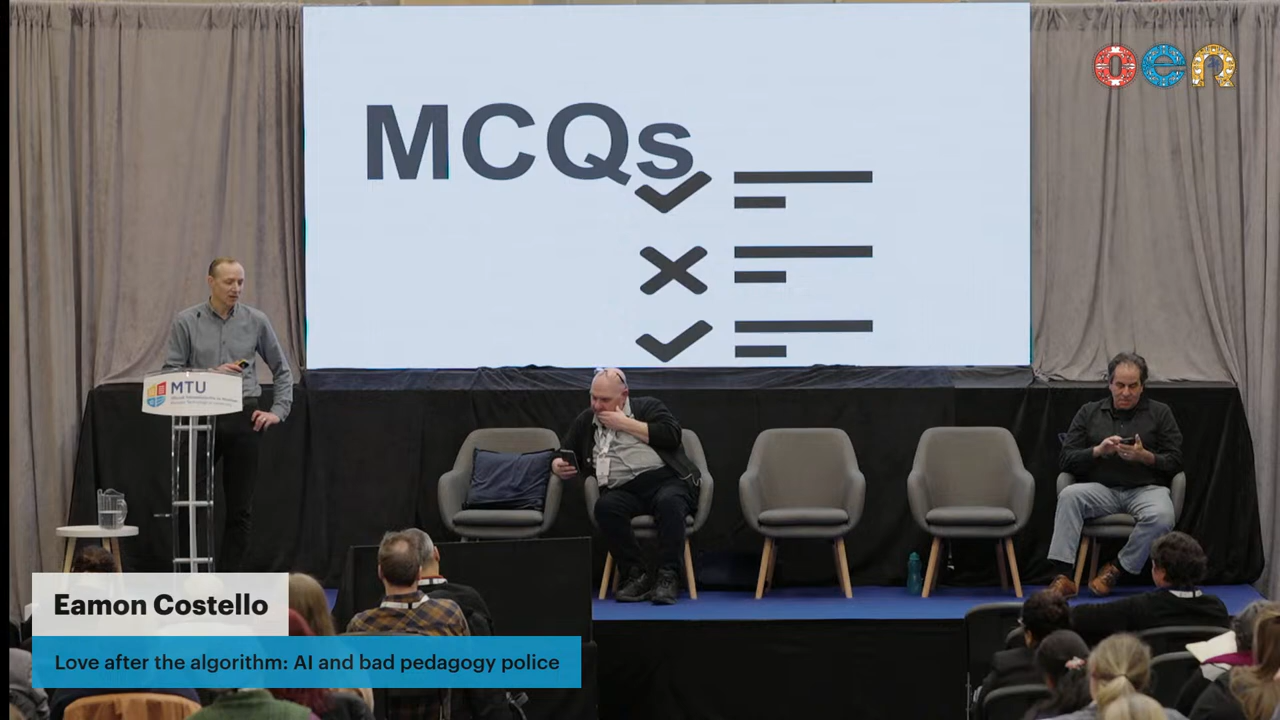 MCQs
oeR
MTU
Eamon Costello
Love after the algorithm: AI and bad pedagogy police